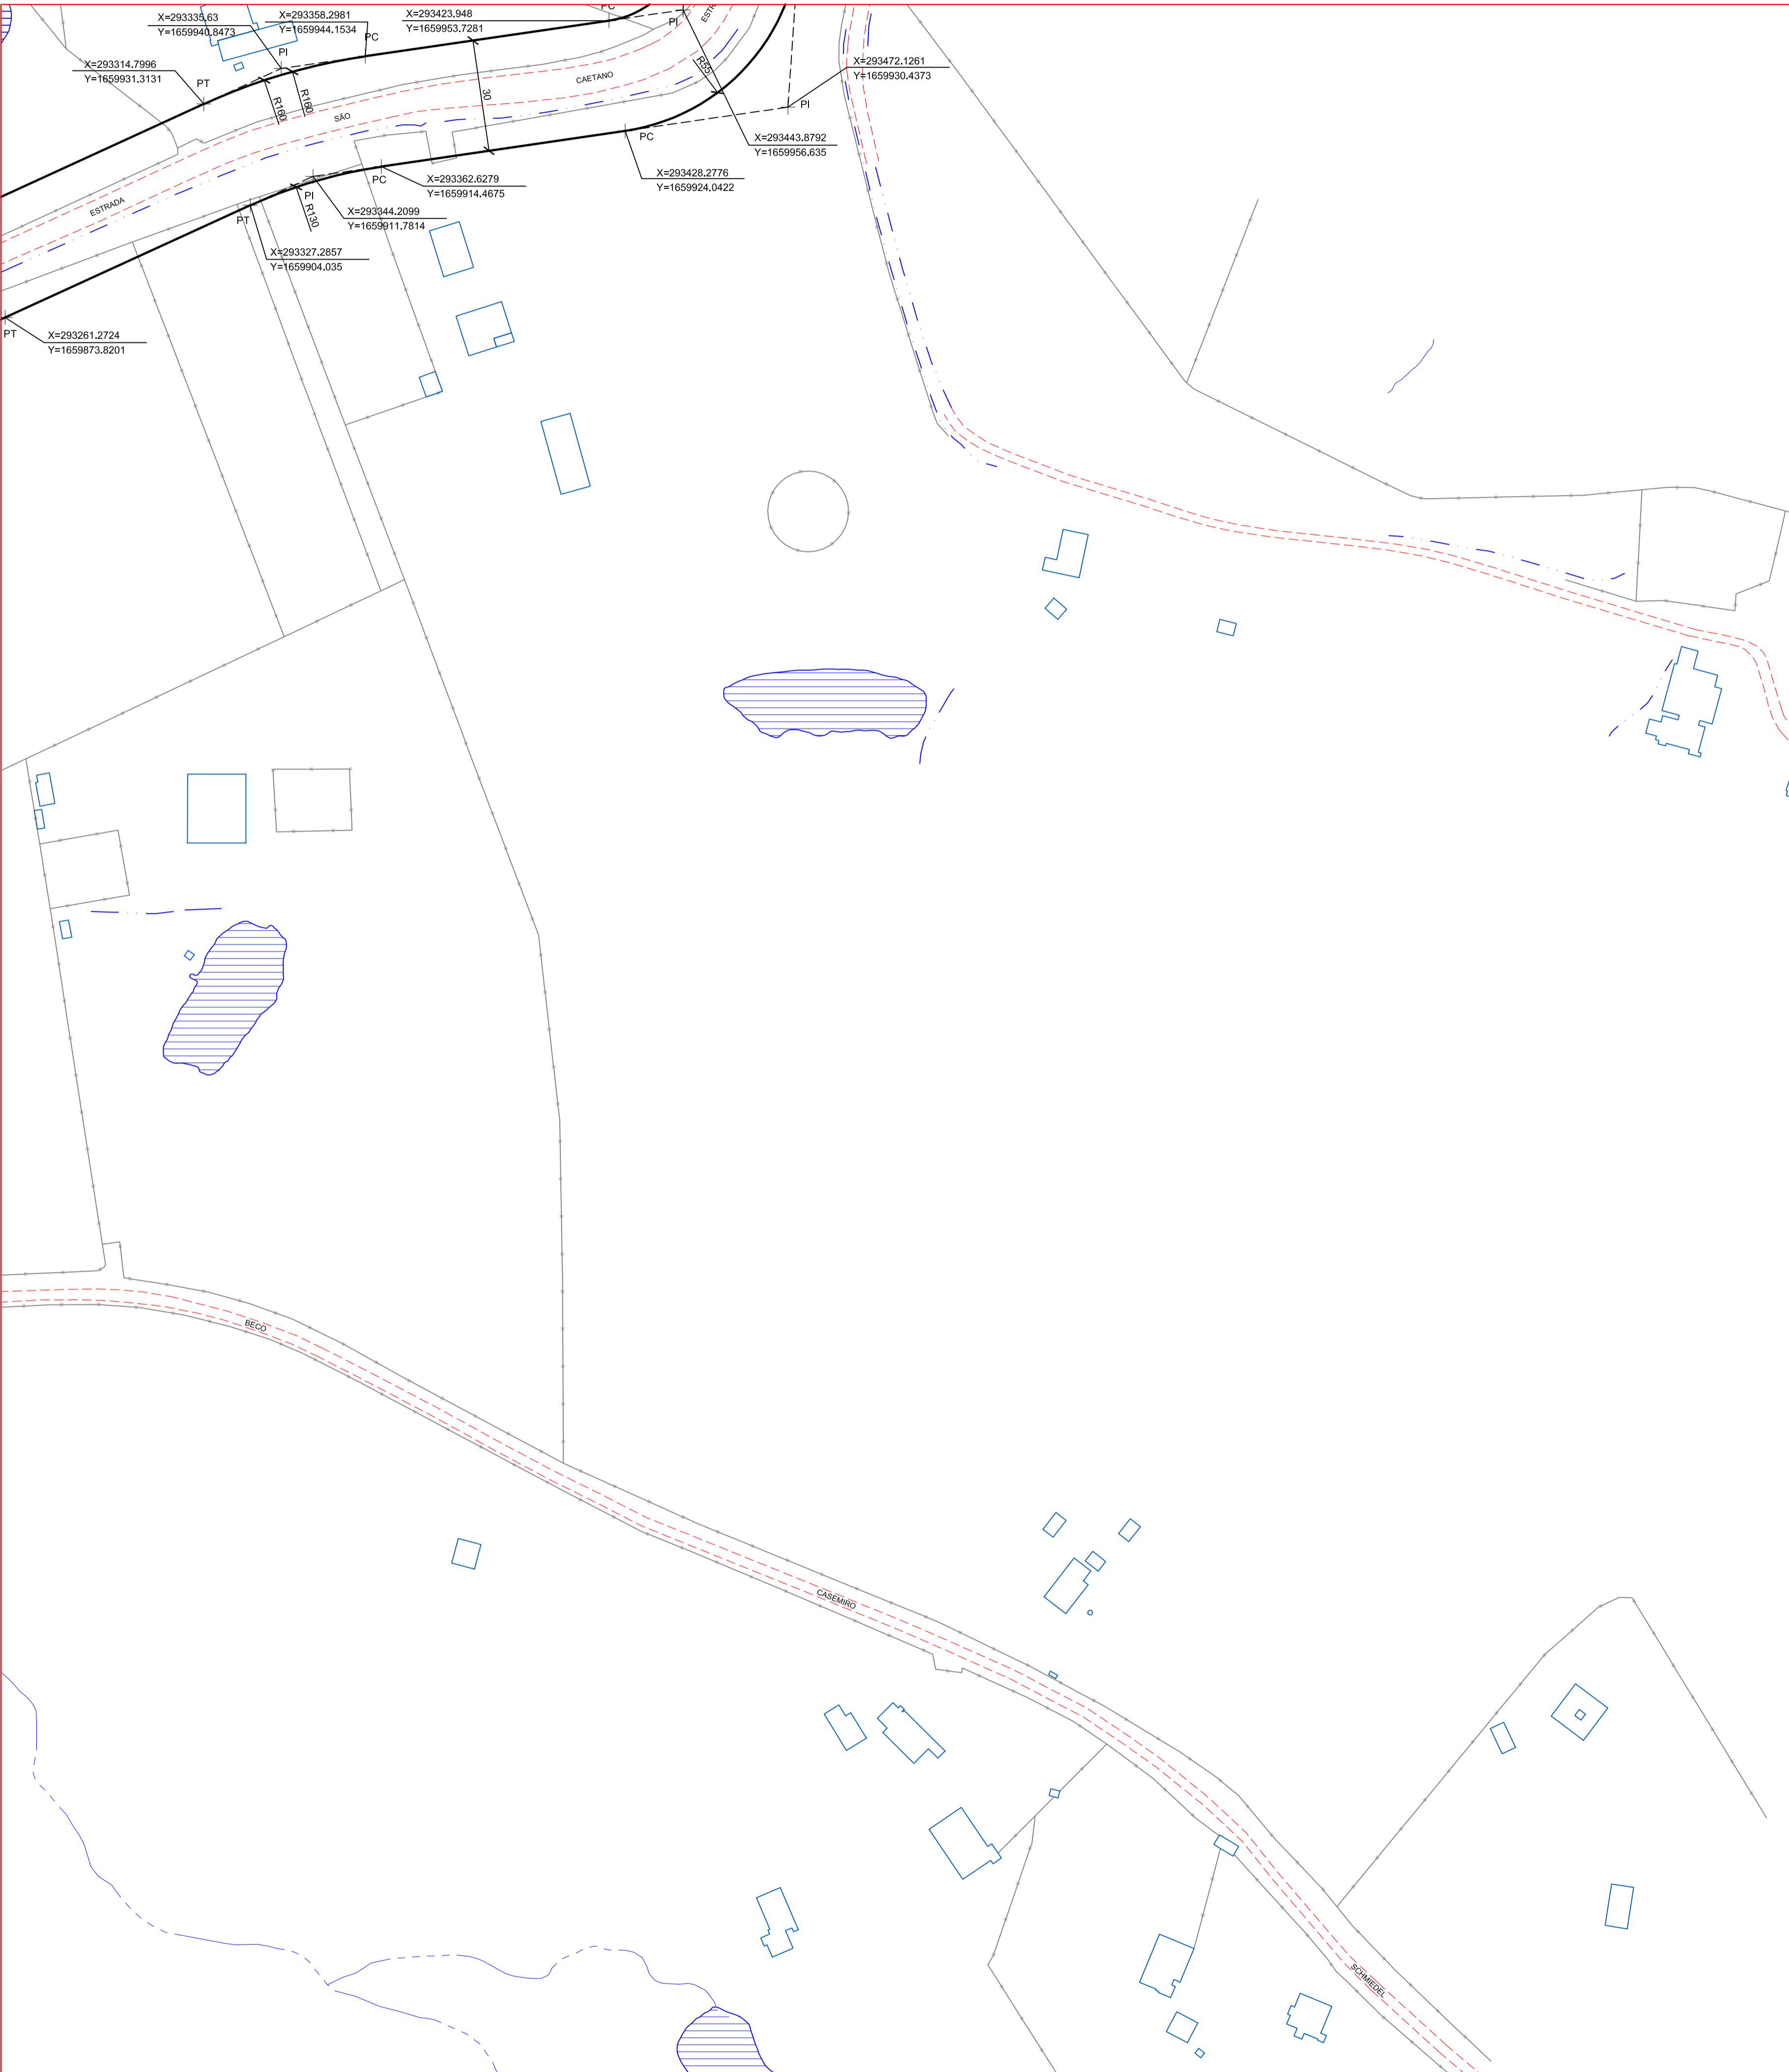 X=293335.63
Y=1659940.8473
X=293358.2981
Y=1659944.1534
X=293423.948
Y=1659953.7281
PC
PI
PI
PC
X=293314.7996
Y=1659931.3131
PT
R160
R160
30
R55
CAETANO
SÃO
ESTRADA
X=293472.1261
Y=1659930.4373
PI
PC
X=293443.8792
Y=1659956.635
X=293428.2776
Y=1659924.0422
PC
X=293362.6279
Y=1659914.4675
PI
R130
X=293344.2099
Y=1659911.7814
PT
X=293327.2857
Y=1659904.035
PT
X=293261.2724
Y=1659873.8201
BECO
CASEMIRO
SCHMIEDEL